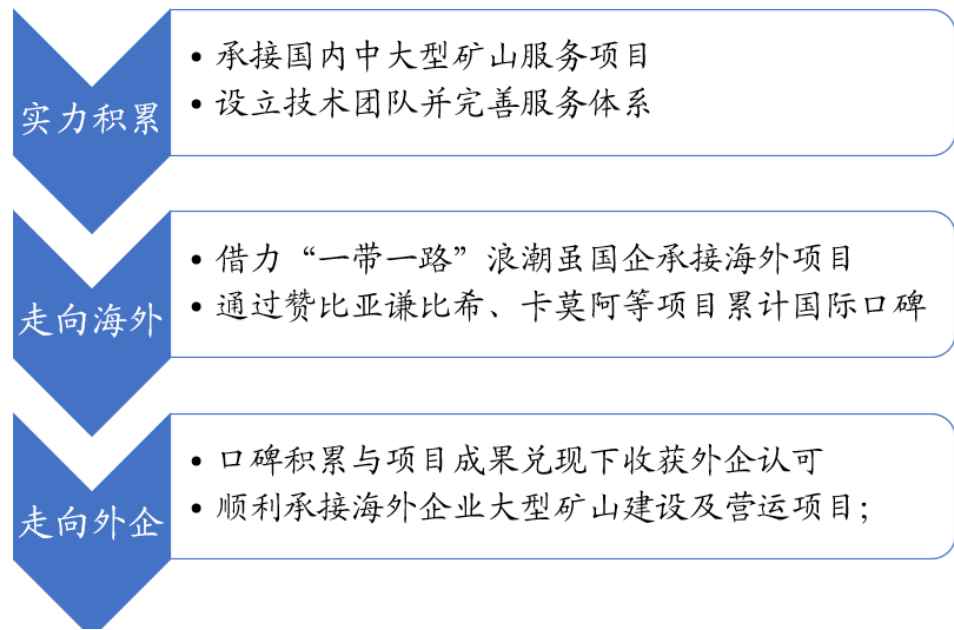 实力积累
• 承接国内中大型矿山服务项目
• 设立技术团队并完善服务体系
走向海外
• 借力“一带一路”浪潮虽国企承接海外项目
• 通过赞比亚谦比希、卡莫阿等项目累计国际口碑
走向外企
• 口碑积累与项目成果兑现下收获外企认可
• 顺利承接海外企业大型矿山建设及营运项目；